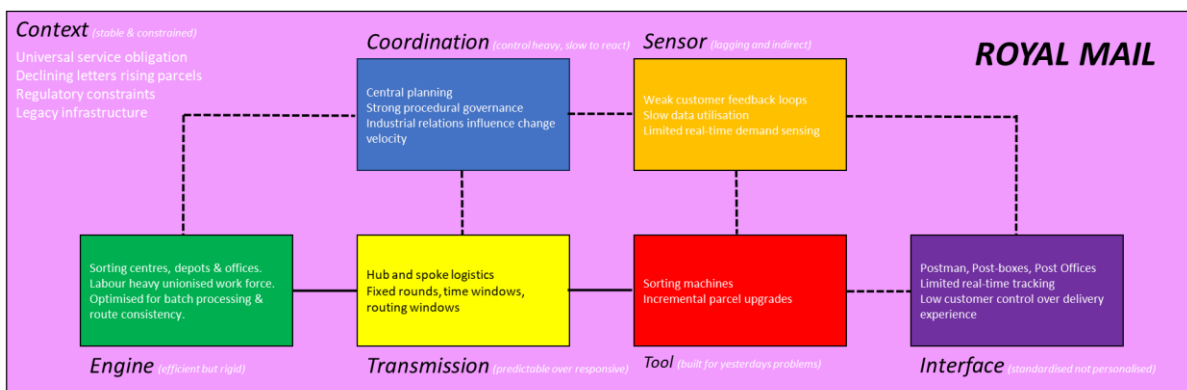 Context (stable & constrained)
Universal service obligation
Declining letters rising parcels
Regulatory constraints
Legacy infrastructure
Coordination (control heavy, slow to react)
Central planning
Strong procedural governance
Industrial relations influence change
velocity
Sensor (lagging and indirect)
Weak customer feedback loops
Slow data utilisation
Limited real-time demand sensing
ROYAL MAIL
Sorting centres, depots & offices.
Labour heavy unionised work force.
Optimised for batch processing &
route consistency.
Engine (efficient but rigid)
Hub and spoke logistics
Fixed rounds, time windows,
routing windows
Transmission (predictable over responsive)
Sorting machines
Incremental parcel upgrades
Tool (built for yesterdays problems)
Postman, Post-boxes, Post Offices
Limited real-time tracking
Low customer control over delivery
experience
Interface (standardised not personalised)